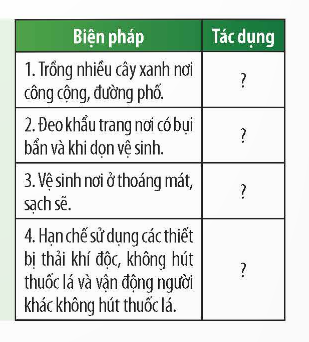 Biện pháp
Tác dụng
1. Trồng nhiều cây xanh nơi
công cộng, đường phố.
?
2. Đeo khẩu trang nơi có bụi
bẩn và khi dọn vệ sinh.
?
3. Vệ sinh nơi ở thoáng mát,
sạch sẽ.
?
4. Hạn chế sử dụng các thiết
bị thải khí độc, không hút
thuốc lá và vận động người
khác không hút thuốc lá.
?